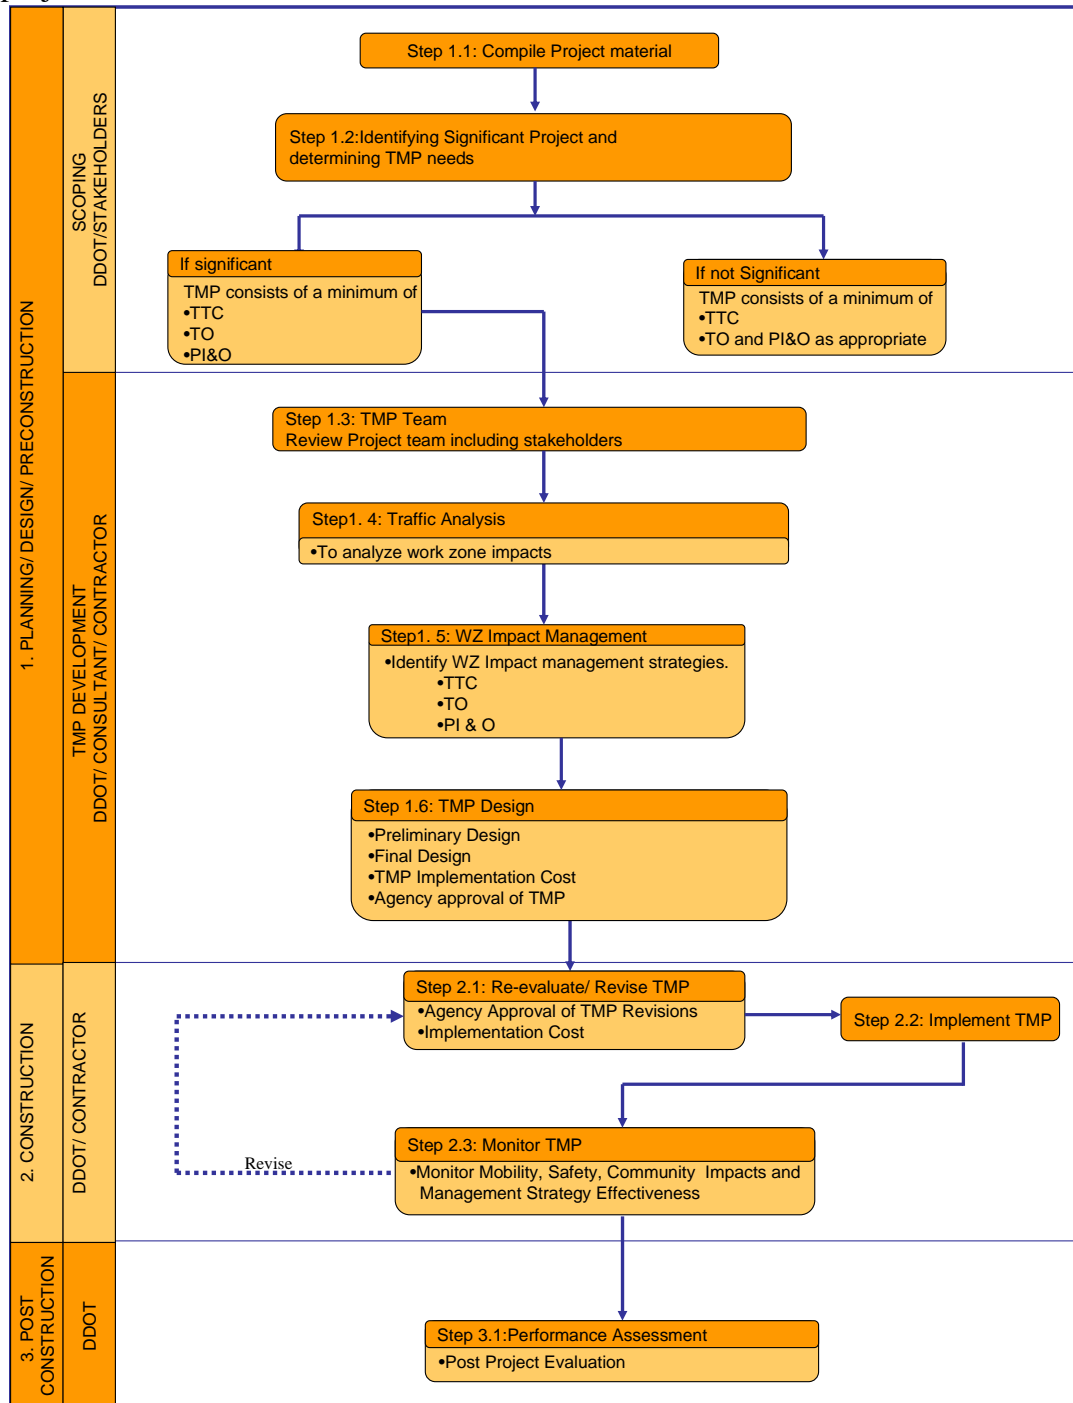 Step 1.1: Compile Project material
Step 1.2:Identifying Significant Project and
determining TMP needs
SCOPING
DDOT/STAKEHOLDERS
If significant
TMP consists of a minimum of
•TTC
•TO
•PI&O
If not Significant
TMP consists of a minimum of
•TTC
•TO and PI&O as appropriate
1. PLANNING/ DESIGN/ PRECONSTRUCTION
TMP DEVELOPMENT
DDOT/ CONSULTANT/ CONTRACTOR
Step 1.3: TMP Team
Review Project team including stakeholders
Step1. 4: Traffic Analysis
•To analyze work zone impacts
Step1. 5: WZ Impact Management
•Identify WZ Impact management strategies.
•TTC
•TO
•PI & O
Step 1.6: TMP Design
•Preliminary Design
•Final Design
•TMP Implementation Cost
•Agency approval of TMP
2. CONSTRUCTION
DDOT/ CONTRACTOR
Step 2.1: Re-evaluate/ Revise TMP
•Agency Approval of TMP Revisions
•Implementation Cost
Step 2.2: Implement TMP
Revise
Step 2.3: Monitor TMP
•Monitor Mobility, Safety, Community Impacts and
Management Strategy Effectiveness
3. POST
CONSTRUCTION
DDOT
Step 3.1:Performance Assessment
•Post Project Evaluation